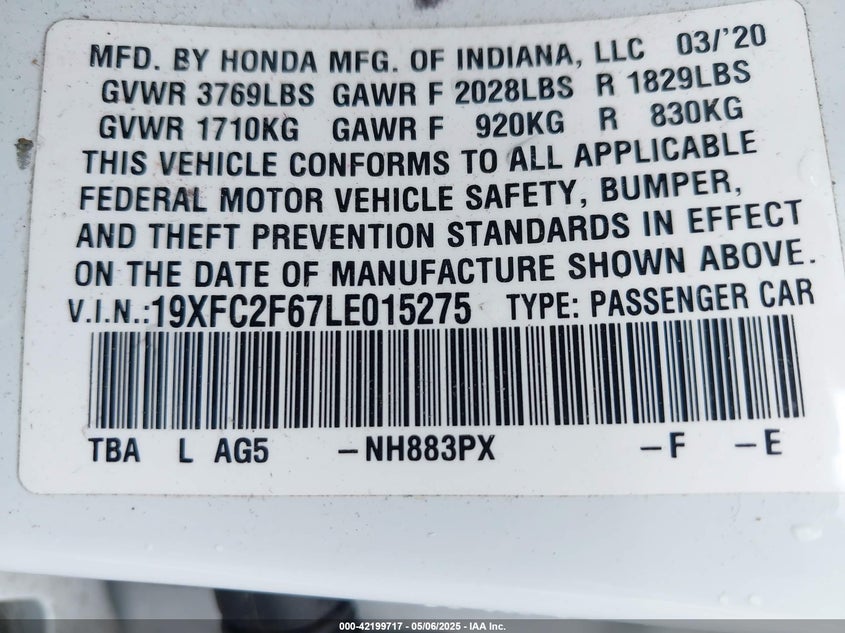 MFD. BY HONDA MFG. OF INDIANA, LLC 03/'20
GVWR 3769LBS GAWR F 2028LBS R 1829LBS
GVWR 1710KG GAWR F 920KG R 830KG
THIS VEHICLE CONFORMS TO ALL APPLICABLE
FEDERAL MOTOR VEHICLE SAFETY, BUMPER,
AND THEFT PREVENTION STANDARDS IN EFFECT
ON THE DATE OF MANUFACTURE SHOWN ABOVE.
V.I.N.:19XFC2F67LE015275 TYPE: PASSENGER CAR
TBA L AG5 –NH883PX –F –E
000-42199717 - 05/06/2025 - IAA Inc.